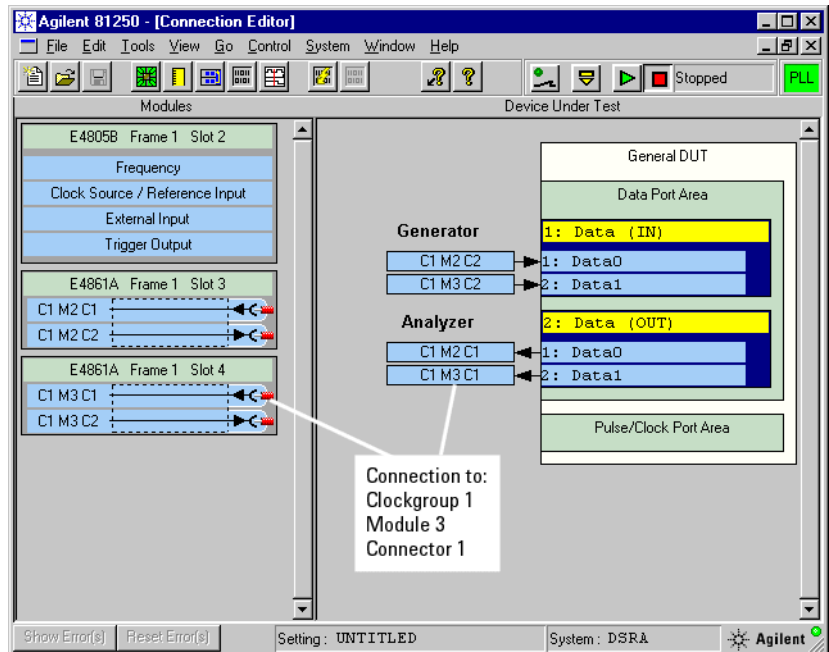 Agilent 81250 - [Connection Editor]
File Edit Tools View Go Control System Window Help
Stopped
PLL
Modules
Device Under Test
E4805B Frame 1 Slot 2
Frequency
Clock Source / Reference Input
External Input
Trigger Output
E4861A Frame 1 Slot 3
C1 M2 C1
C1 M2 C2
E4861A Frame 1 Slot 4
C1 M3 C1
C1 M3 C2
General DUT
Data Port Area
Generator
1: Data (IN)
C1 M2 C2
1: Data0
C1 M3 C2
2: Data1
Analyzer
2: Data (OUT)
C1 M2 C1
1: Data0
C1 M3 C1
2: Data1
Pulse/Clock Port Area
Connection to:
Clockgroup 1
Module 3
Connector 1
Show Error(s)
Reset Error(s)
Setting: UNTITLED
System: DSRA
Agilent